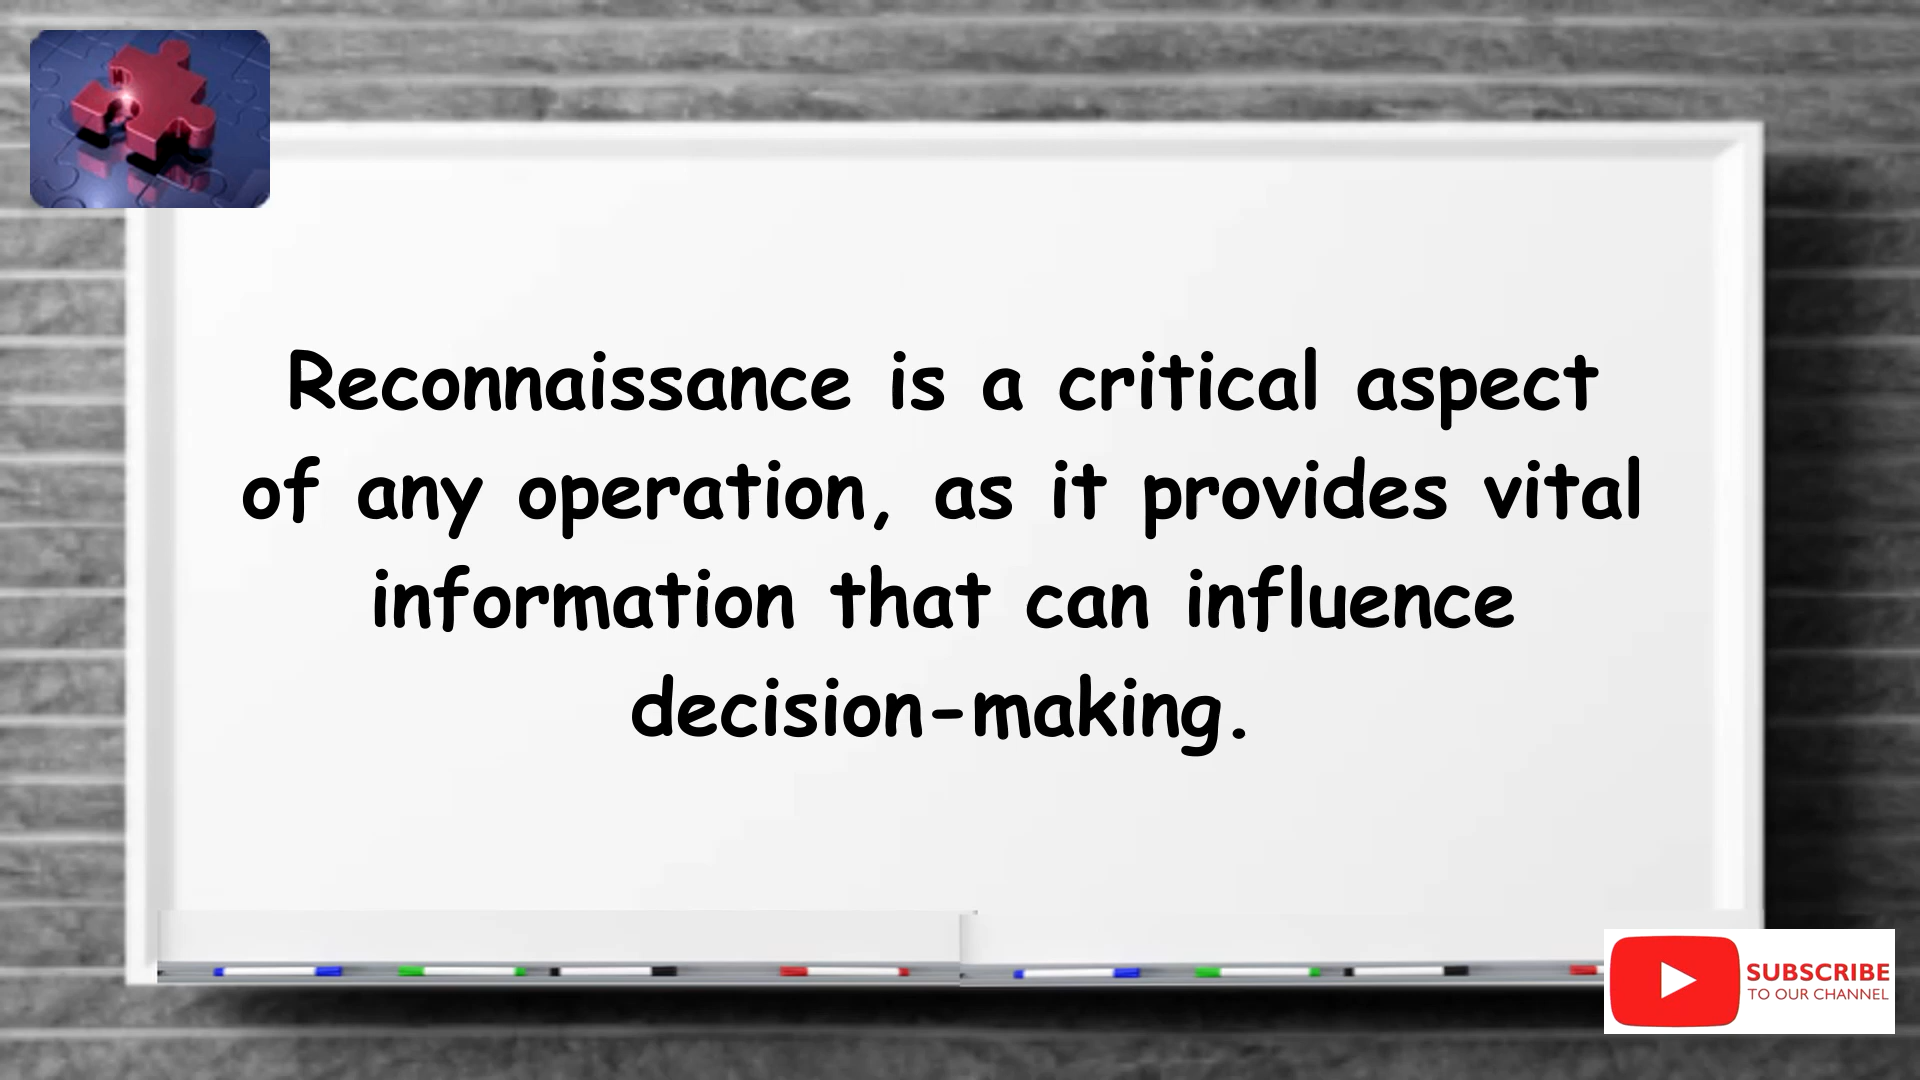 Reconnaissance is a critical aspect
of any operation, as it provides vital
information that can influence
decision-making.
SUBSCRIBE
TO OUR CHANNEL